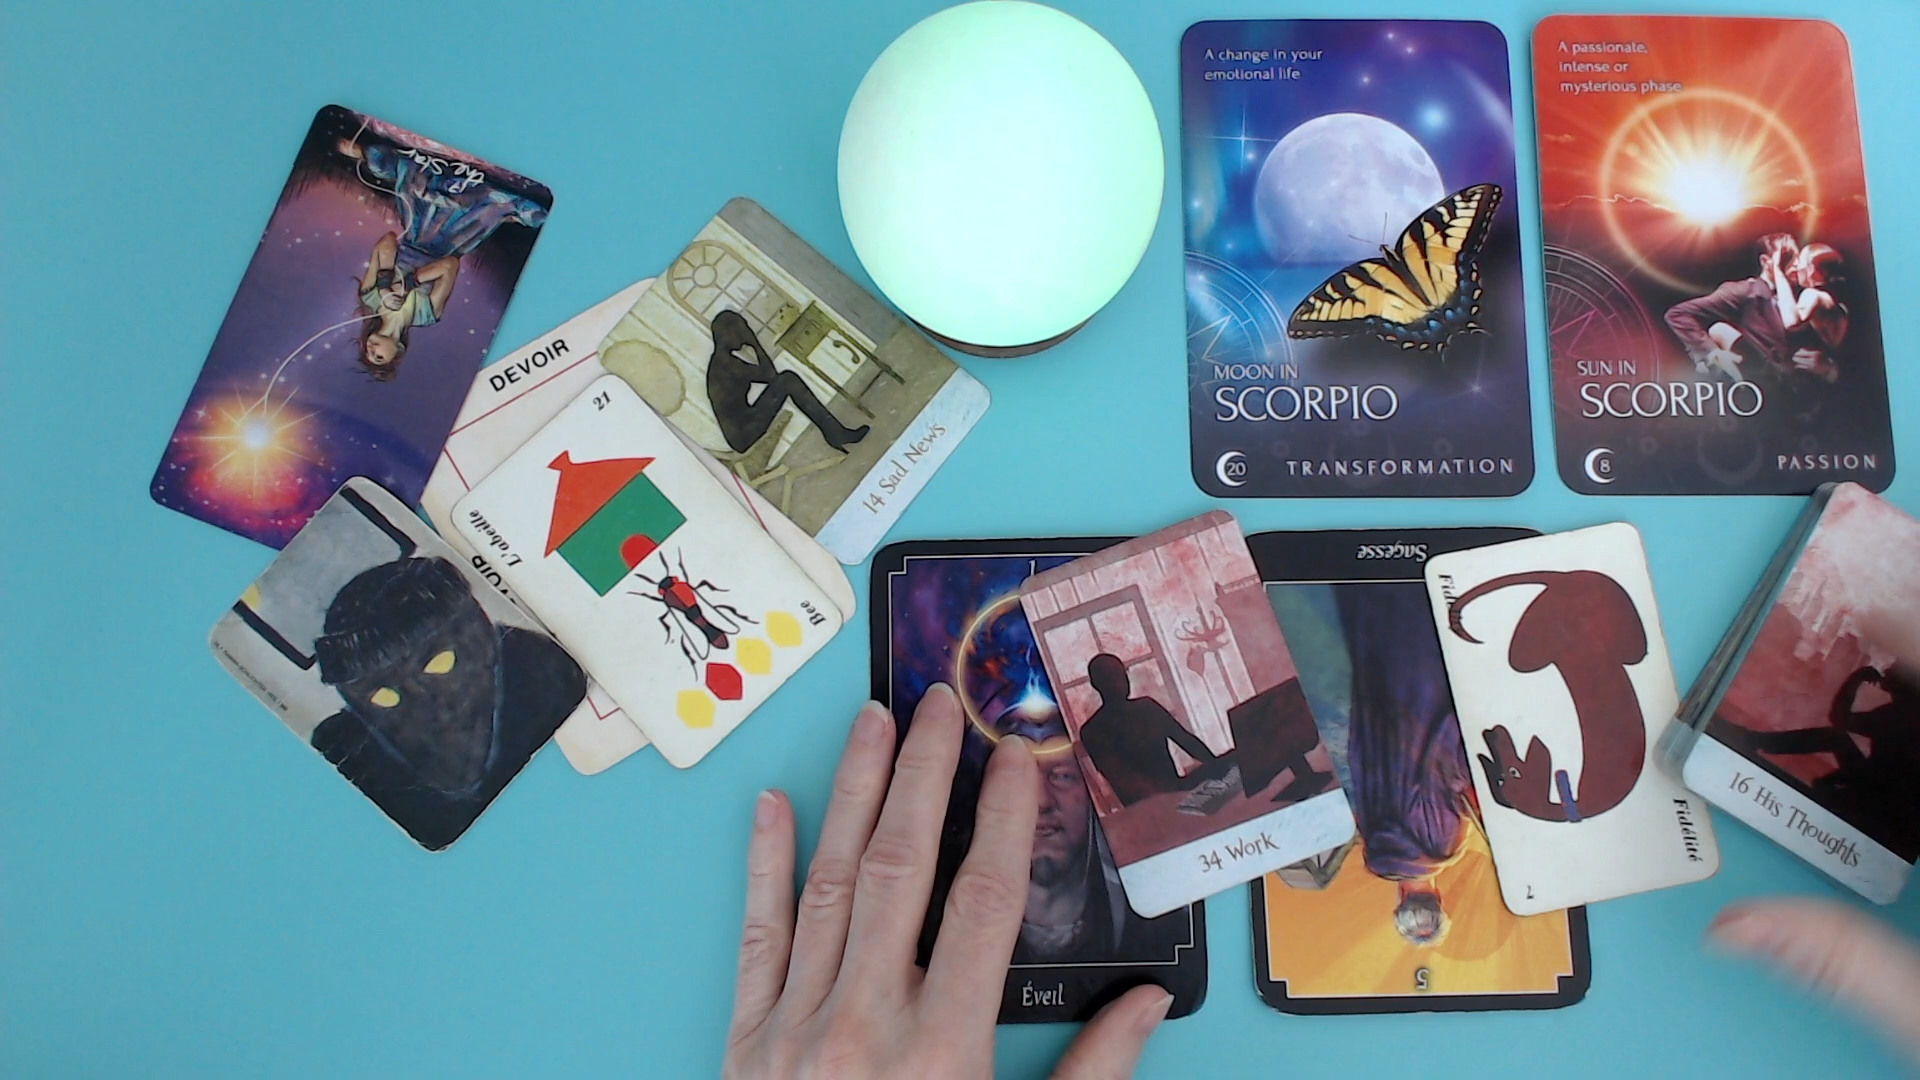 A change in your
emotional life
MOON IN
SCORPIO
20
TRANSFORMATION
A passionate,
intense or
mysterious phase
SUN IN
SCORPIO
8
PASSION
the Star
DEVOIR
14 Sad News
21
L'abeille
Bee
34 Work
Éveil
Sagesse
5
Fidélité
7
16 His Thoughts